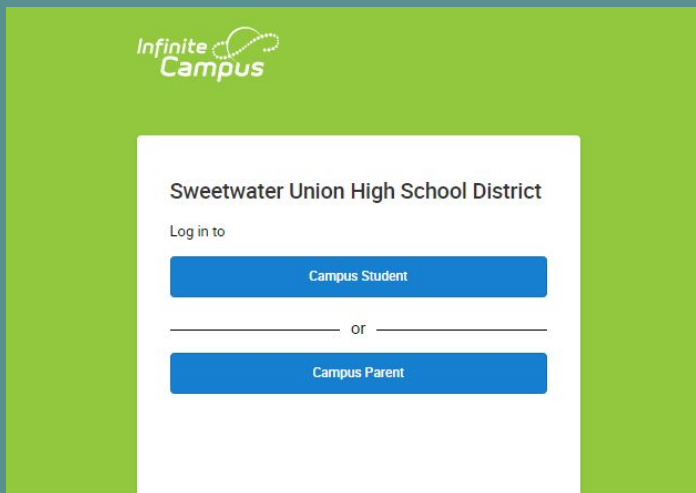 Infinite
Campus
Sweetwater Union High School District
Log in to
Campus Student
or
Campus Parent